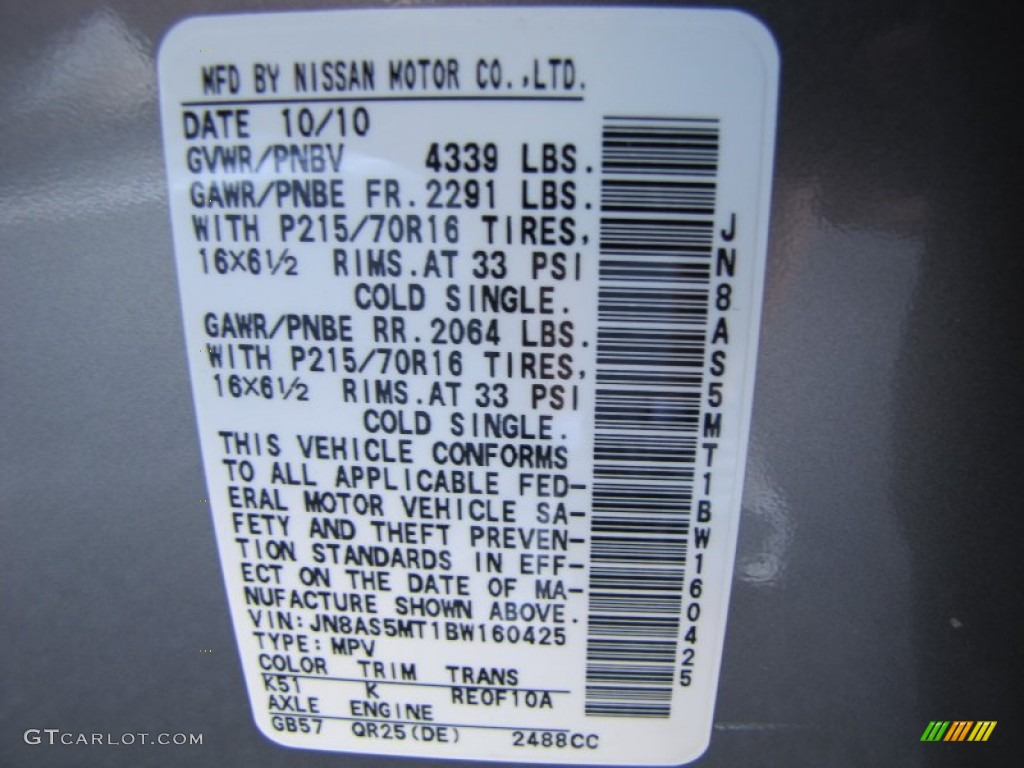 MFD BY NISSAN MOTOR CO.,LTD.
DATE 10/10
GVWR/PNBV 4339 LBS.
GAWR/PNBE FR.2291 LBS.
WITH P215/70R16 TIRES,
16X6½ RIMS.AT 33 PSI
COLD SINGLE.
GAWR/PNBE RR.2064 LBS.
WITH P215/70R16 TIRES,
16X6½ RIMS.AT 33 PSI
COLD SINGLE.
THIS VEHICLE CONFORMS
TO ALL APPLICABLE FED-
ERAL MOTOR VEHICLE SA-
FETY AND THEFT PREVEN-
TION STANDARDS IN EFF-
ECT ON THE DATE OF MA-
NUFACTURE SHOWN ABOVE.
VIN:JN8AS5MT1BW160425
TYPE:MPV
COLOR TRIM TRANS
K51 K RE0F10A
AXLE ENGINE
GB57 QR25(DE) 2488CC
JN8AS5MT1BW160425
GTCARLOT.COM